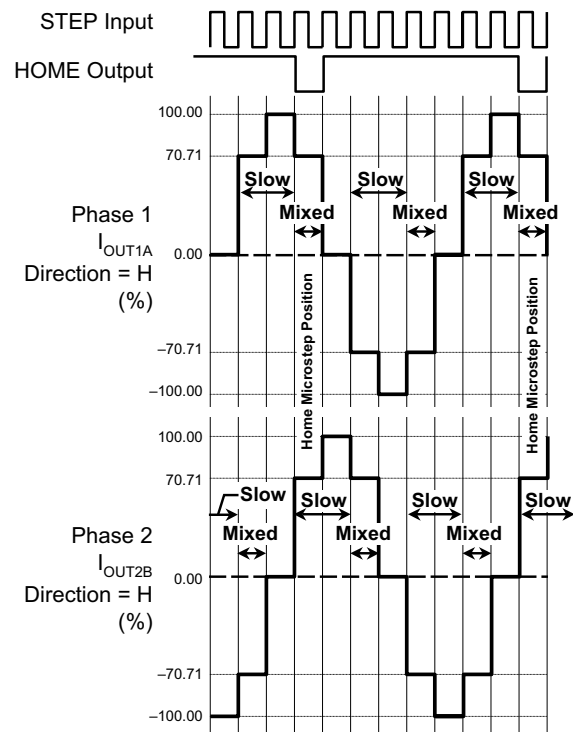 STEP Input
HOME Output
100.00
70.71
Slow
Slow
Slow
Mixed
Mixed
Mixed
Phase 1
IOUT1A
Direction = H
(%)
0.00
Home Microstep Position
Home Microstep Position
–70.71
–100.00
100.00
70.71
Slow
Slow
Slow
Slow
Mixed
Mixed
Mixed
Phase 2
IOUT2B
Direction = H
(%)
0.00
–70.71
–100.00